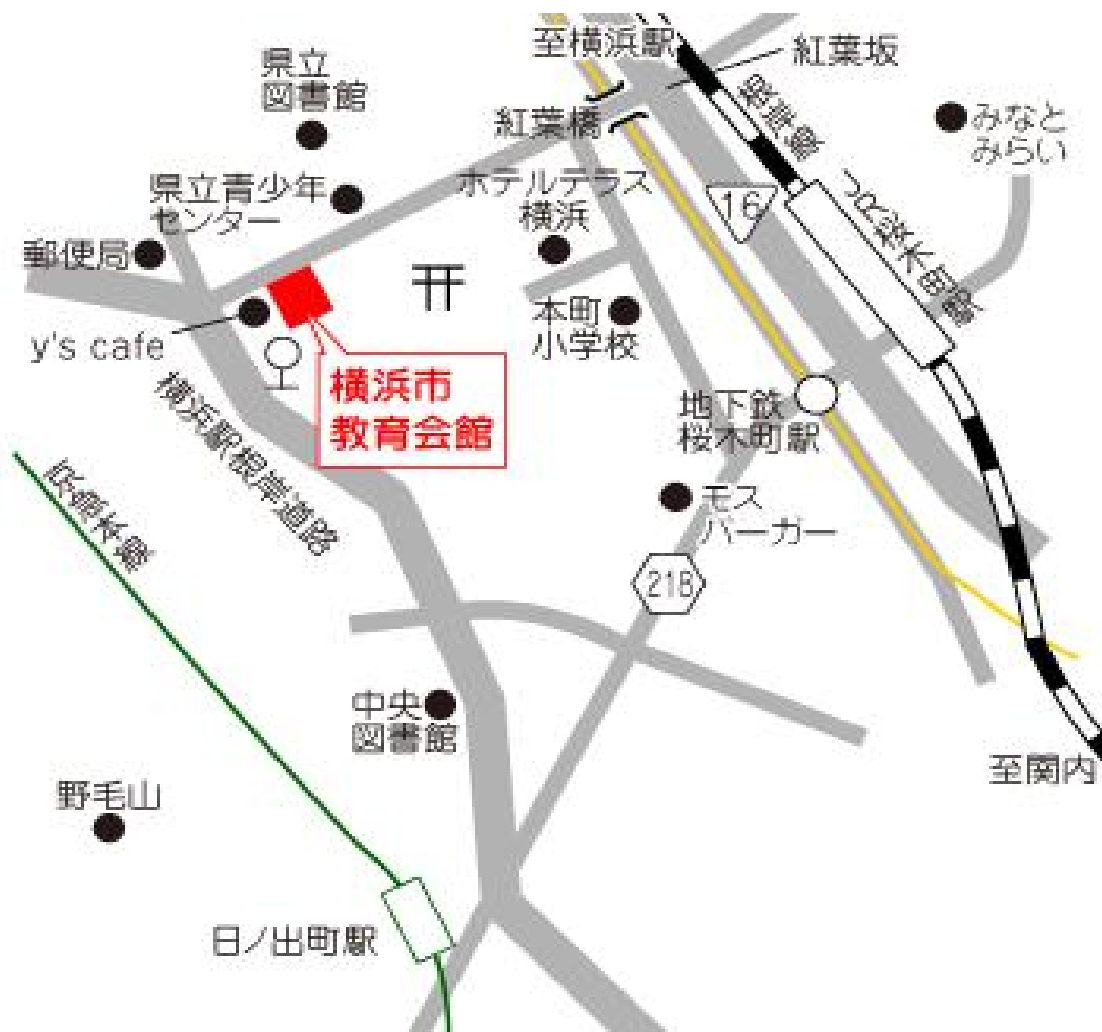 至横浜駅
紅葉坂
県立
図書館
根岸線
みなと
みらい
紅葉橋
県立青少年
センター
ホテルテラス
横浜
16
JR桜木町駅
郵便局
y's cafe
本町
小学校
横浜市
教育会館
地下鉄
桜木町駅
横浜駅根岸道路
京急本線
モス
バーガー
218
中央
図書館
至関内
野毛山
日ノ出町駅